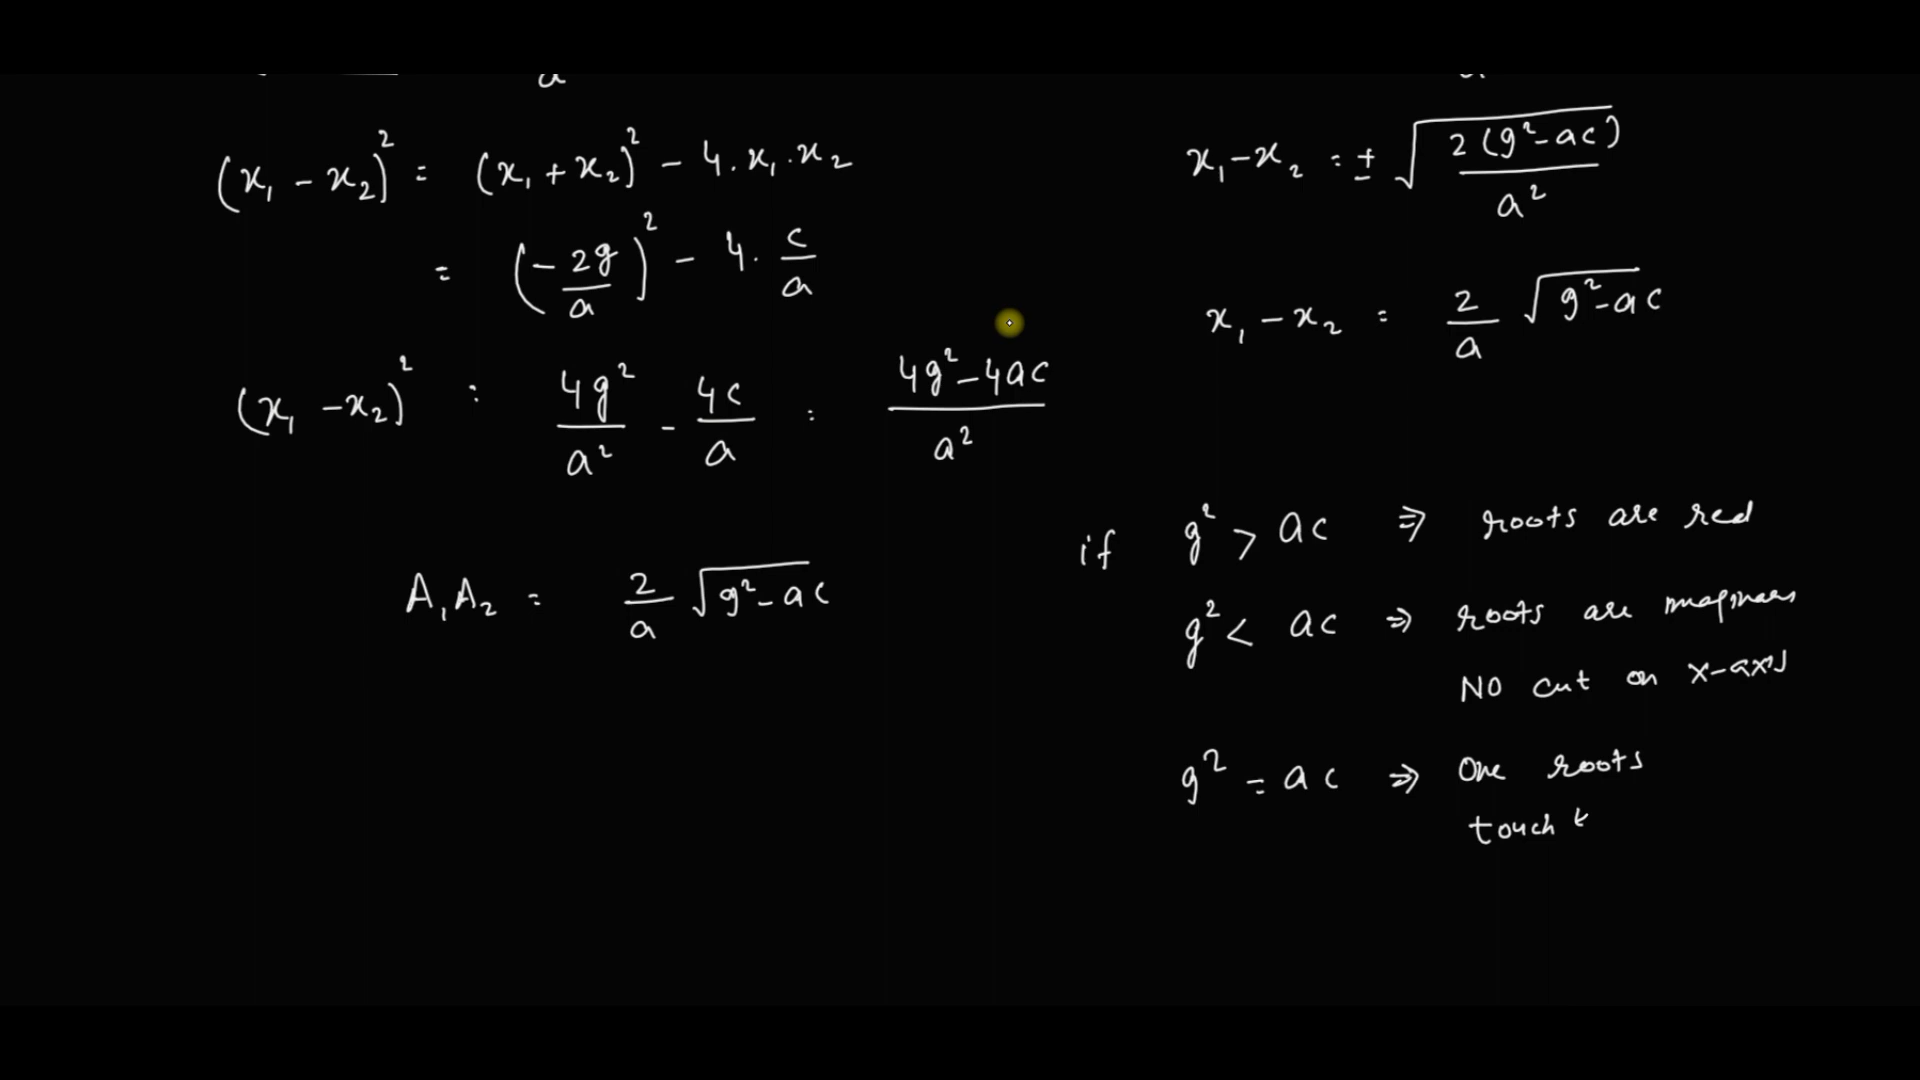 a
(x₁ - x₂)² = (x₁ + x₂)² - 4.x₁.x₂
= (-2g/a)² - 4. c/a
(x₁ - x₂)² : 4g²/a² - 4c/a = (4g² - 4ac)/a²
A₁A₂ = 2/a √(g² - ac)
x₁ - x₂ = ± √(2(g² - ac)/a²)
x₁ - x₂ = 2/a √(g² - ac)
if g² > ac ⇒ roots are real
g² < ac ⇒ roots are
NO cut on x-axis
g² = ac ⇒ One roots
touch t